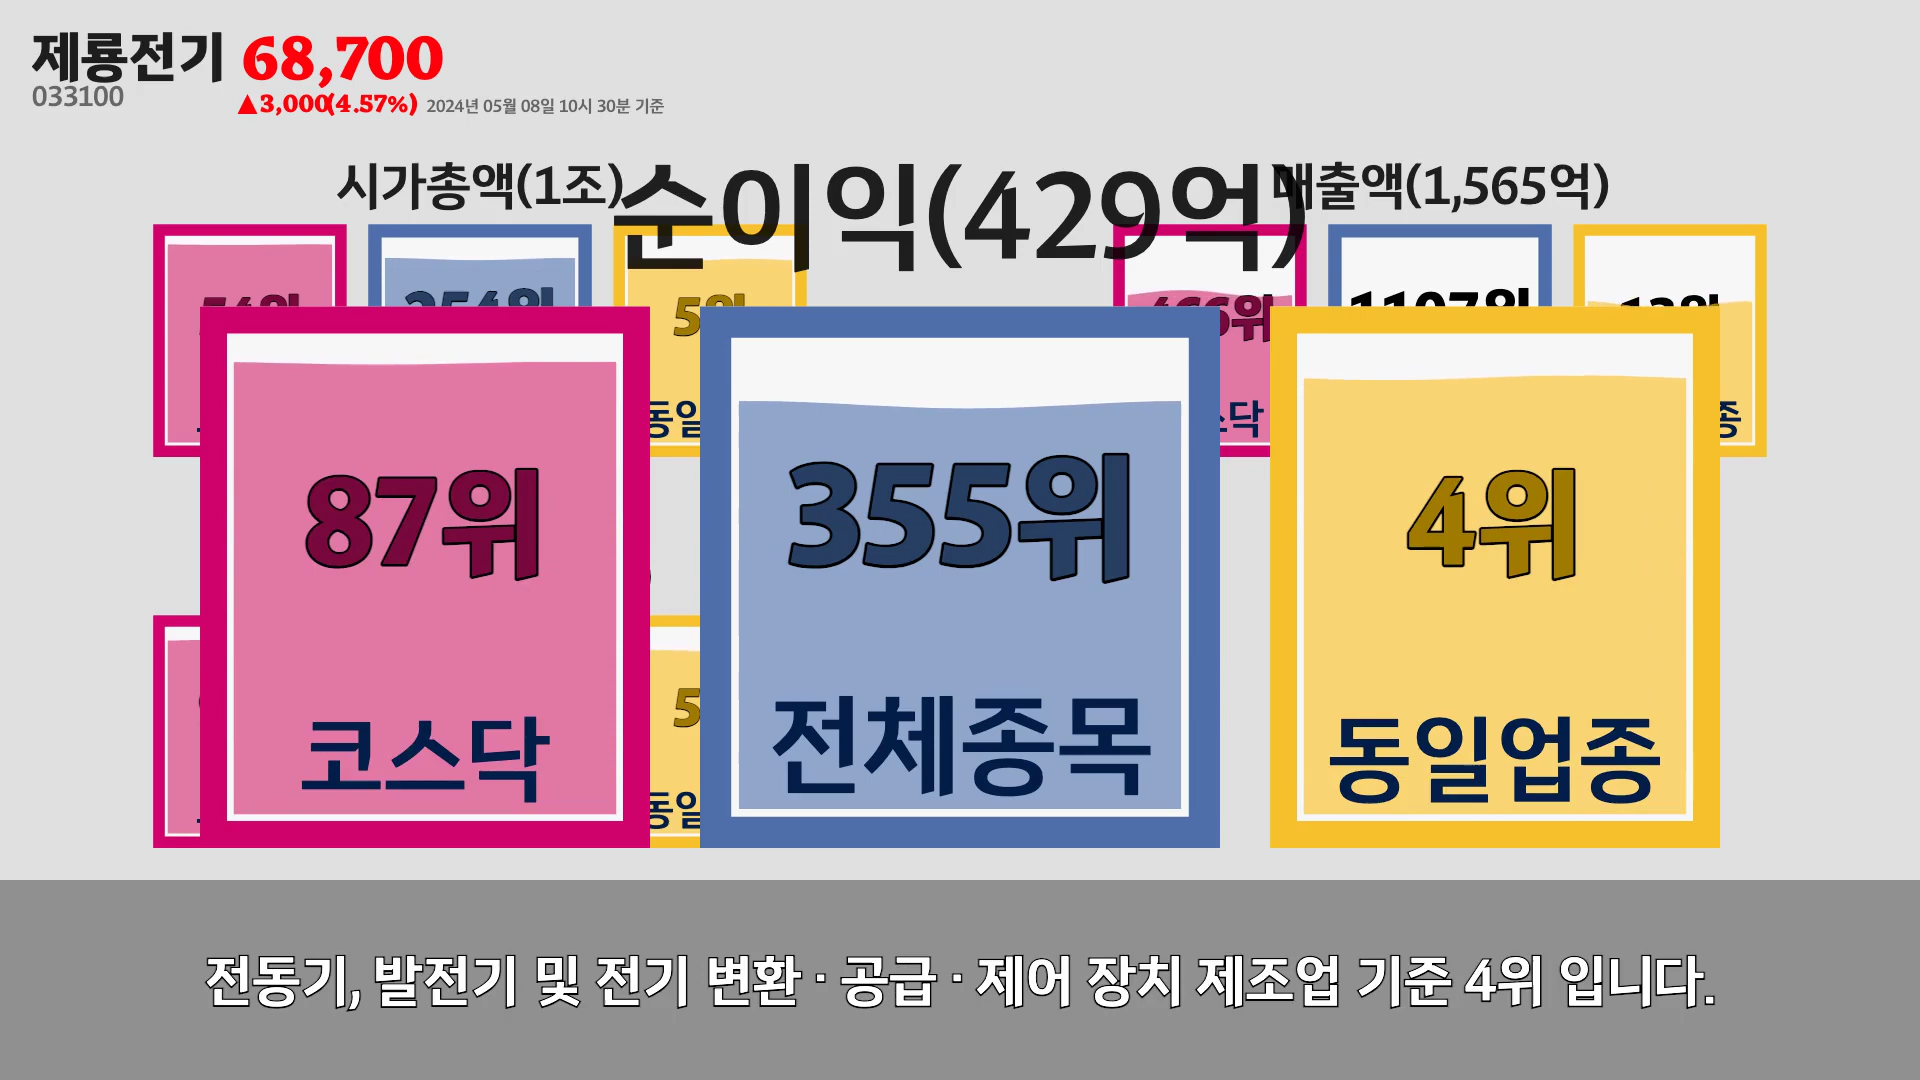 제룡전기 68,700
033100
▲3,000(4.57%) 2024년 05월 08일 10시 30분 기준
시가총액(1조)
순이익(429억)
매출액(1,565억)
5위
87위
355위
4위
코스닥
전체종목
동일업종
전동기, 발전기 및 전기 변환 · 공급 · 제어 장치 제조업 기준 4위 입니다.